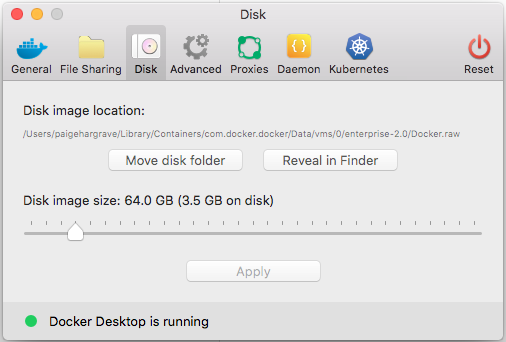 Disk
General File Sharing Disk Advanced Proxies Daemon Kubernetes Reset
Disk image location:
/Users/paigehargrave/Library/Containers/com.docker.docker/Data/vms/0/enterprise-2.0/Docker.raw
Move disk folder Reveal in Finder
Disk image size: 64.0 GB (3.5 GB on disk)
Apply
Docker Desktop is running